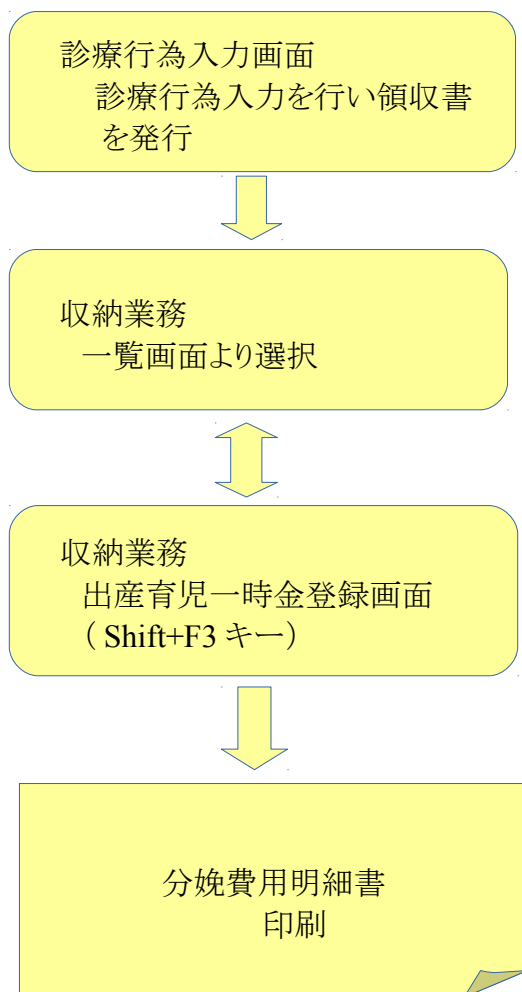 診療行為入力画面
診療行為入力を行い領収書
を発行
収納業務
一覧画面より選択
収納業務
出産育児一時金登録画面
（Shift+F3 キー）
分娩費用明細書
印刷